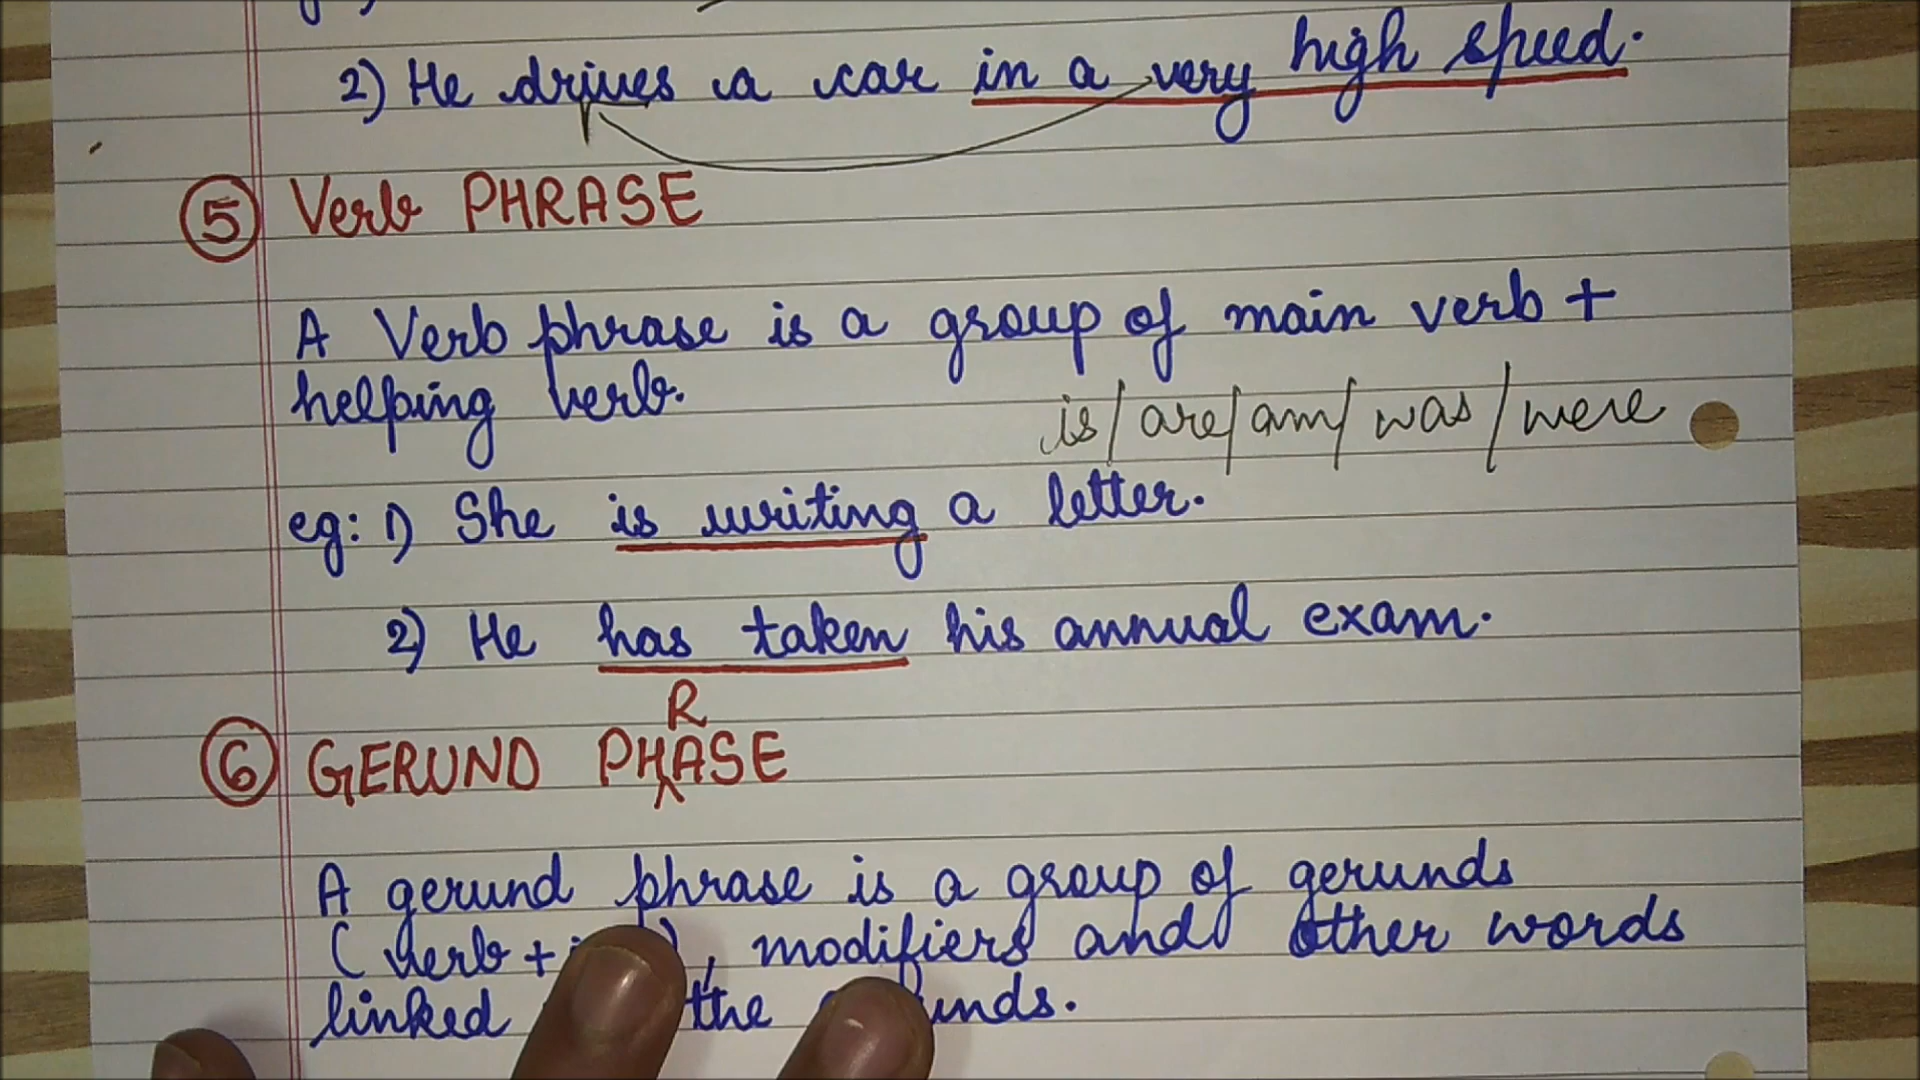 2) He drives a car in a very high speed.
5 Verb PHRASE
A Verb phrase is a group of main verb +
helping verb.
is/are/am/was/were
eg: 1) She is writing a letter.
2) He has taken his annual exam.
R
6 GERUND PHASE
A gerund phrase is a group of gerunds
(verb + ), modifiers and other words
linked the